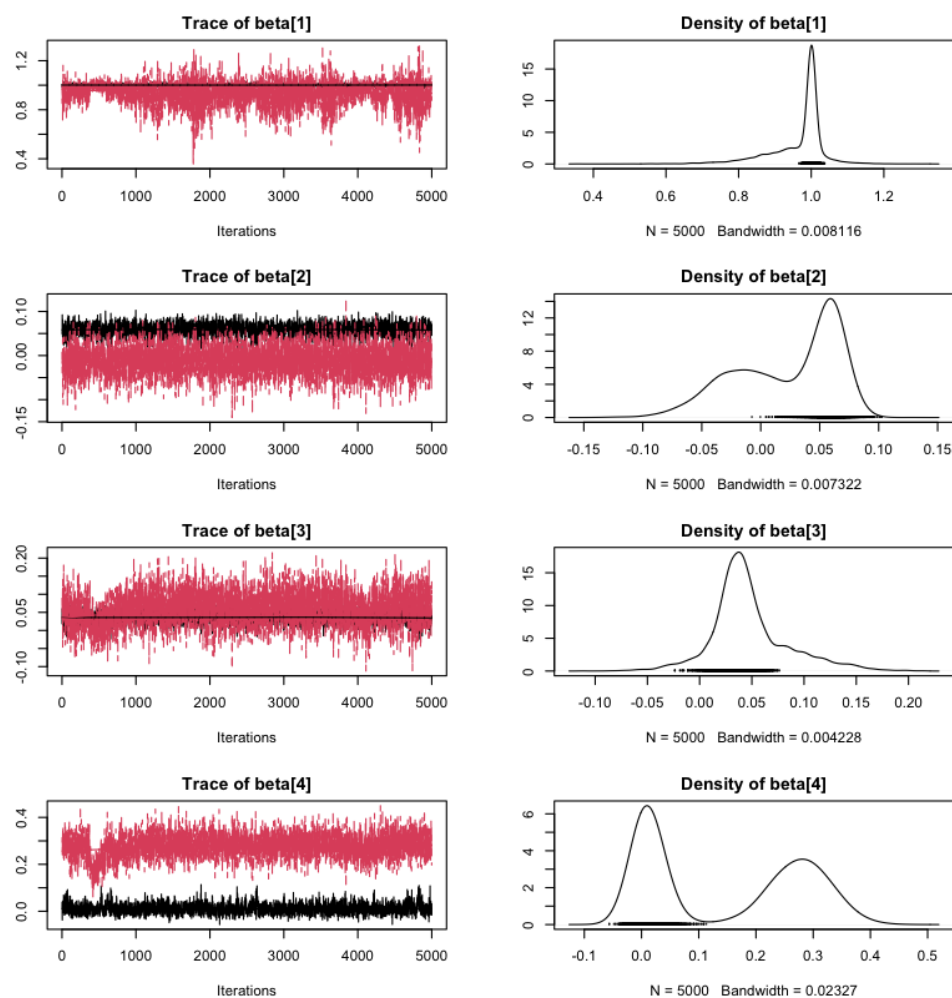 Trace of beta[1]
1.2
0.8
0.4
0 1000 2000 3000 4000 5000
Iterations
Density of beta[1]
15
10
5
0
0.4 0.6 0.8 1.0 1.2
N = 5000 Bandwidth = 0.008116
Trace of beta[2]
0.10
0.00
-0.15
0 1000 2000 3000 4000 5000
Iterations
Density of beta[2]
12
8
4
0
-0.15 -0.10 -0.05 0.00 0.05 0.10 0.15
N = 5000 Bandwidth = 0.007322
Trace of beta[3]
0.20
0.05
-0.10
0 1000 2000 3000 4000 5000
Iterations
Density of beta[3]
15
10
5
0
-0.10 -0.05 0.00 0.05 0.10 0.15 0.20
N = 5000 Bandwidth = 0.004228
Trace of beta[4]
0.4
0.2
0.0
0 1000 2000 3000 4000 5000
Iterations
Density of beta[4]
6
4
2
0
-0.1 0.0 0.1 0.2 0.3 0.4 0.5
N = 5000 Bandwidth = 0.02327